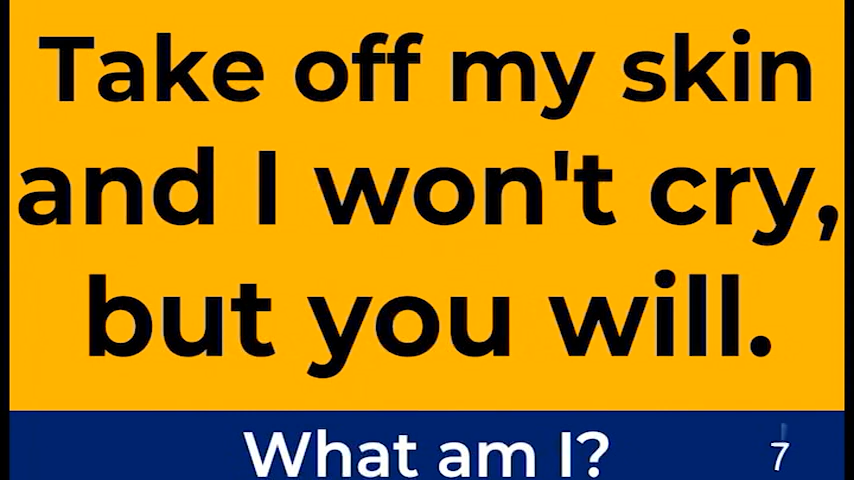 Take off my skin
and I won't cry,
but you will.
What am I?
7